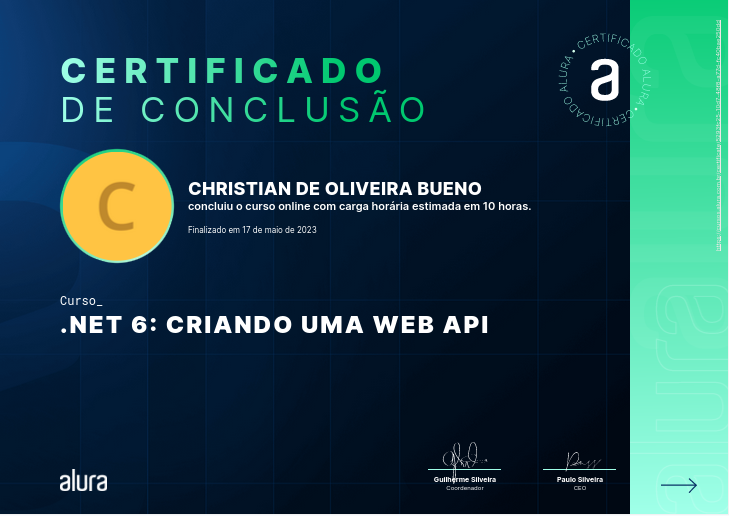 CERTIFICADO
DE CONCLUSÃO
CERTIFICADO ALURA • CERTIFICADO ALURA •
a
C
CHRISTIAN DE OLIVEIRA BUENO
concluiu o curso online com carga horária estimada em 10 horas.
Finalizado em 17 de maio de 2023
Curso_
.NET 6: CRIANDO UMA WEB API
alura
Guilherme Silveira
Coordenador
Paulo Silveira
CEO
alura